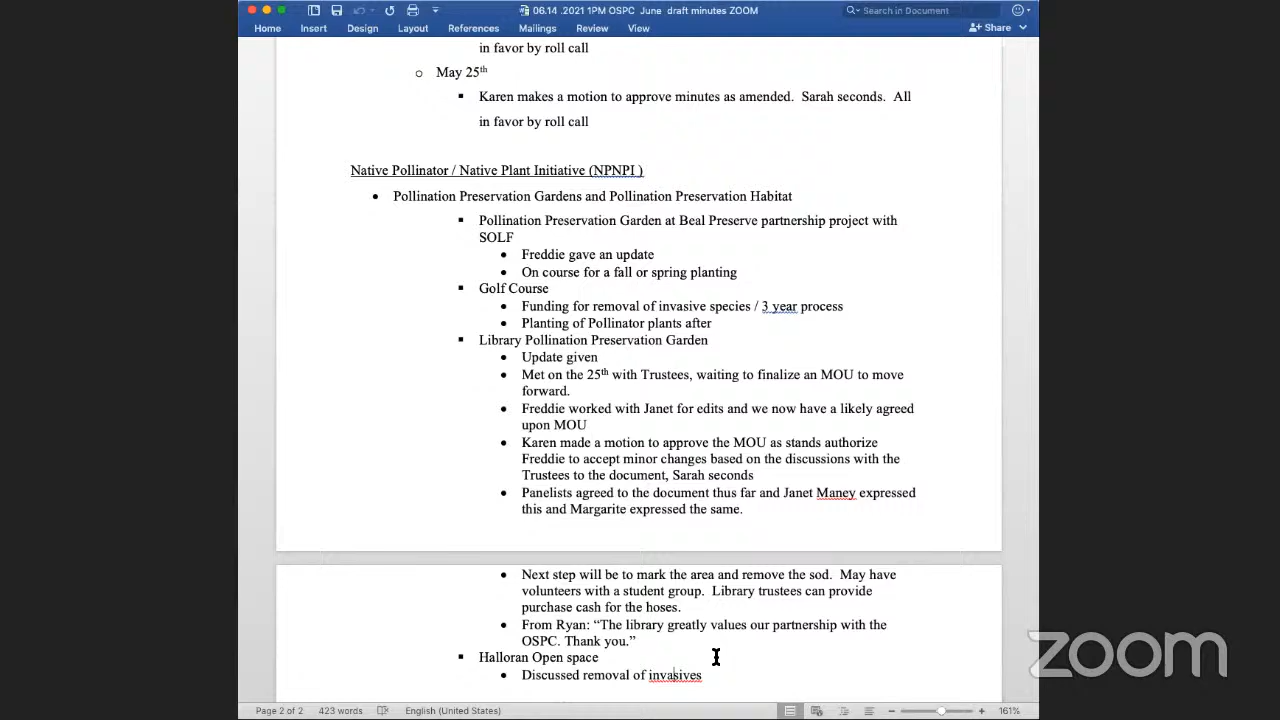 06.14 .2021 1PM OSPC June draft minutes ZOOM
Search in Document
Home Insert Design Layout References Mailings Review View
Share
in favor by roll call
May 25th
Karen makes a motion to approve minutes as amended. Sarah seconds. All
in favor by roll call
Native Pollinator / Native Plant Initiative (NPNPI )
Pollination Preservation Gardens and Pollination Preservation Habitat
Pollination Preservation Garden at Beal Preserve partnership project with
SOLF
Freddie gave an update
On course for a fall or spring planting
Golf Course
Funding for removal of invasive species / 3 year process
Planting of Pollinator plants after
Library Pollination Preservation Garden
Update given
Met on the 25th with Trustees, waiting to finalize an MOU to move
forward.
Freddie worked with Janet for edits and we now have a likely agreed
upon MOU
Karen made a motion to approve the MOU as stands authorize
Freddie to accept minor changes based on the discussions with the
Trustees to the document, Sarah seconds
Panelists agreed to the document thus far and Janet Maney expressed
this and Margarite expressed the same.
Next step will be to mark the area and remove the sod. May have
volunteers with a student group. Library trustees can provide
purchase cash for the hoses.
From Ryan: “The library greatly values our partnership with the
OSPC. Thank you.”
Halloran Open space
Discussed removal of invasives
zoom
Page 2 of 2 423 words English (United States) 161%